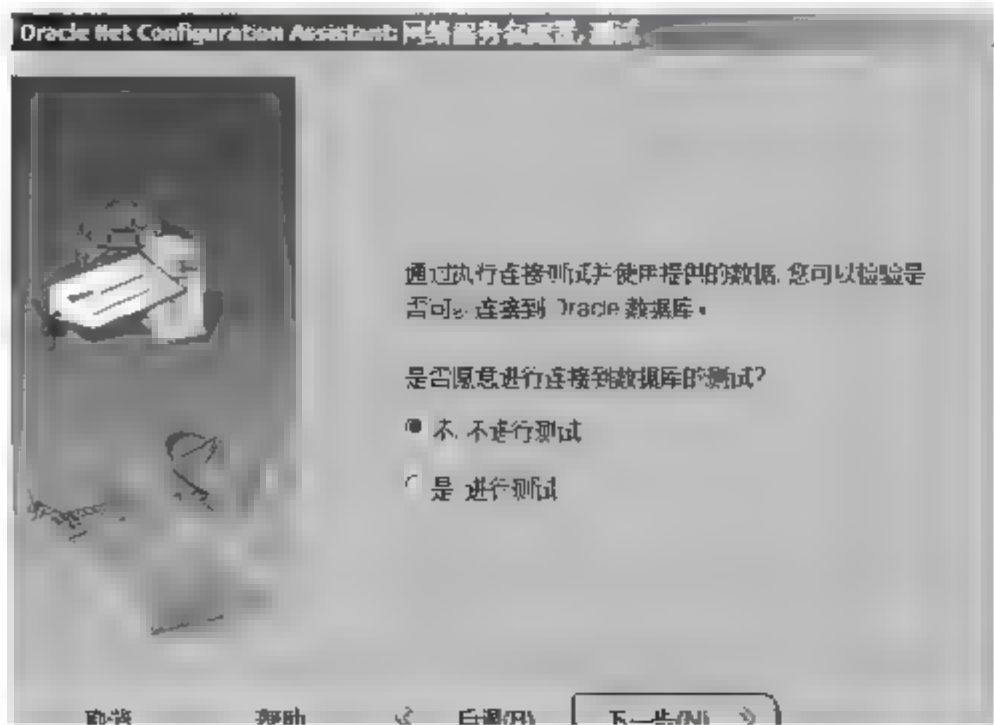 Oracle Net Configuration Assistant: 网络服务名配置, 测试
通过执行连接测试并使用提供的数据, 您可以检验是
否可以连接到 Oracle 数据库。
是否愿意进行连接到数据库的测试?
不, 不进行测试
是 进行测试
取消 帮助 后退(B) 下一步(N)